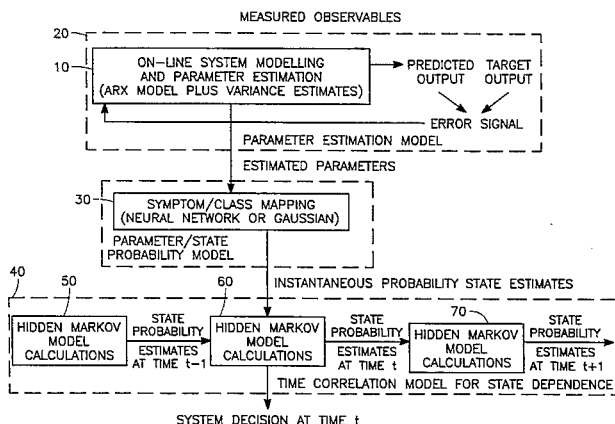 MEASURED OBSERVABLES
20
10
ON-LINE SYSTEM MODELLING
AND PARAMETER ESTIMATION
(ARX MODEL PLUS VARIANCE ESTIMATES)
PREDICTED
OUTPUT
TARGET
OUTPUT
ERROR SIGNAL
PARAMETER ESTIMATION MODEL
ESTIMATED PARAMETERS
30
SYMPTOM/CLASS MAPPING
(NEURAL NETWORK OR GAUSSIAN)
PARAMETER/STATE
PROBABILITY MODEL
INSTANTANEOUS PROBABILITY STATE ESTIMATES
40
50
HIDDEN MARKOV
MODEL
CALCULATIONS
STATE
PROBABILITY
ESTIMATES
AT TIME t-1
60
HIDDEN MARKOV
MODEL
CALCULATIONS
STATE
PROBABILITY
ESTIMATES
AT TIME t
70
HIDDEN MARKOV
MODEL
CALCULATIONS
STATE
PROBABILITY
ESTIMATES
AT TIME t+1
TIME CORRELATION MODEL FOR STATE DEPENDENCE
SYSTEM DECISION AT TIME t